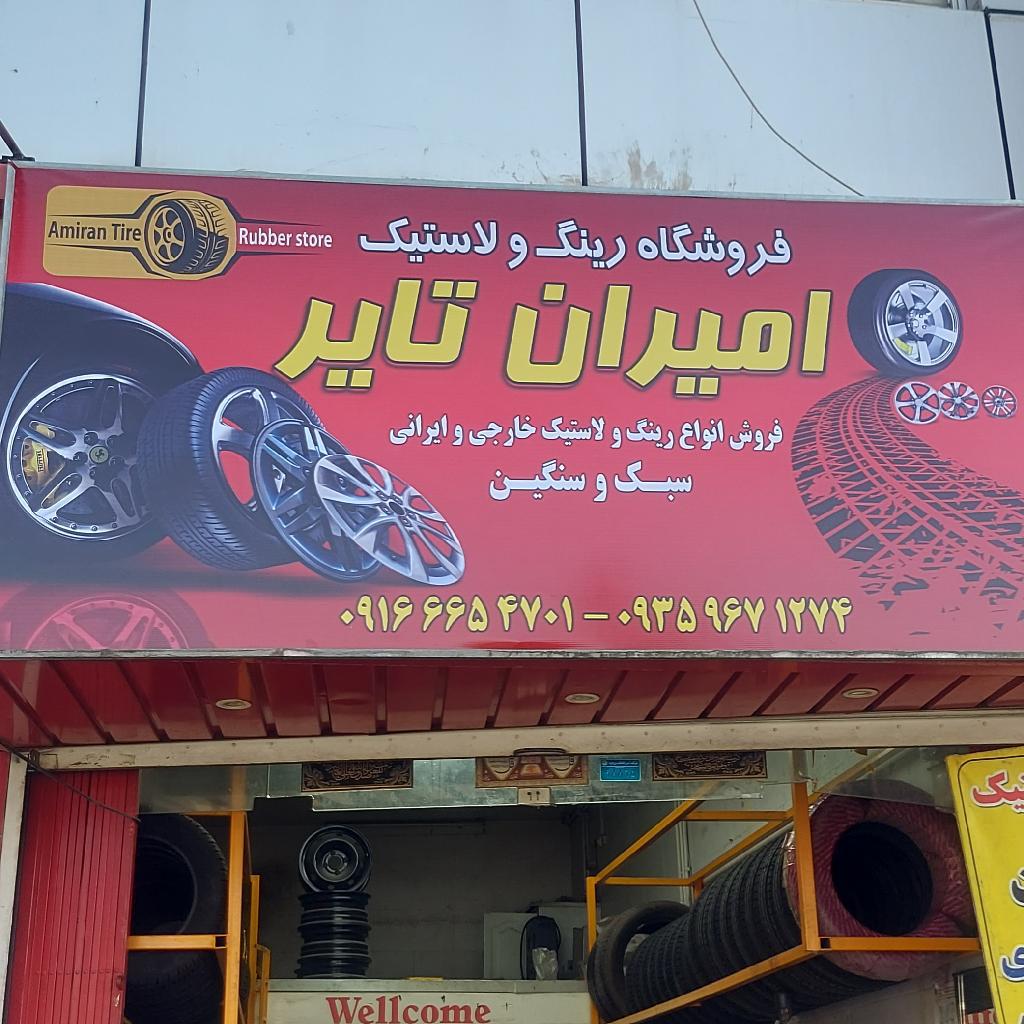 Amiran Tire
Rubber store
فروشگاه رینگ و لاستیک
امیران تایر
فروش انواع رینگ و لاستیک خارجی و ایرانی
سبک و سنگین
۰۹۱۶ ۶۶۵ ۴۷۰۱ – ۰۹۳۵ ۹۶۷ ۱۲۷۴
Wellcome